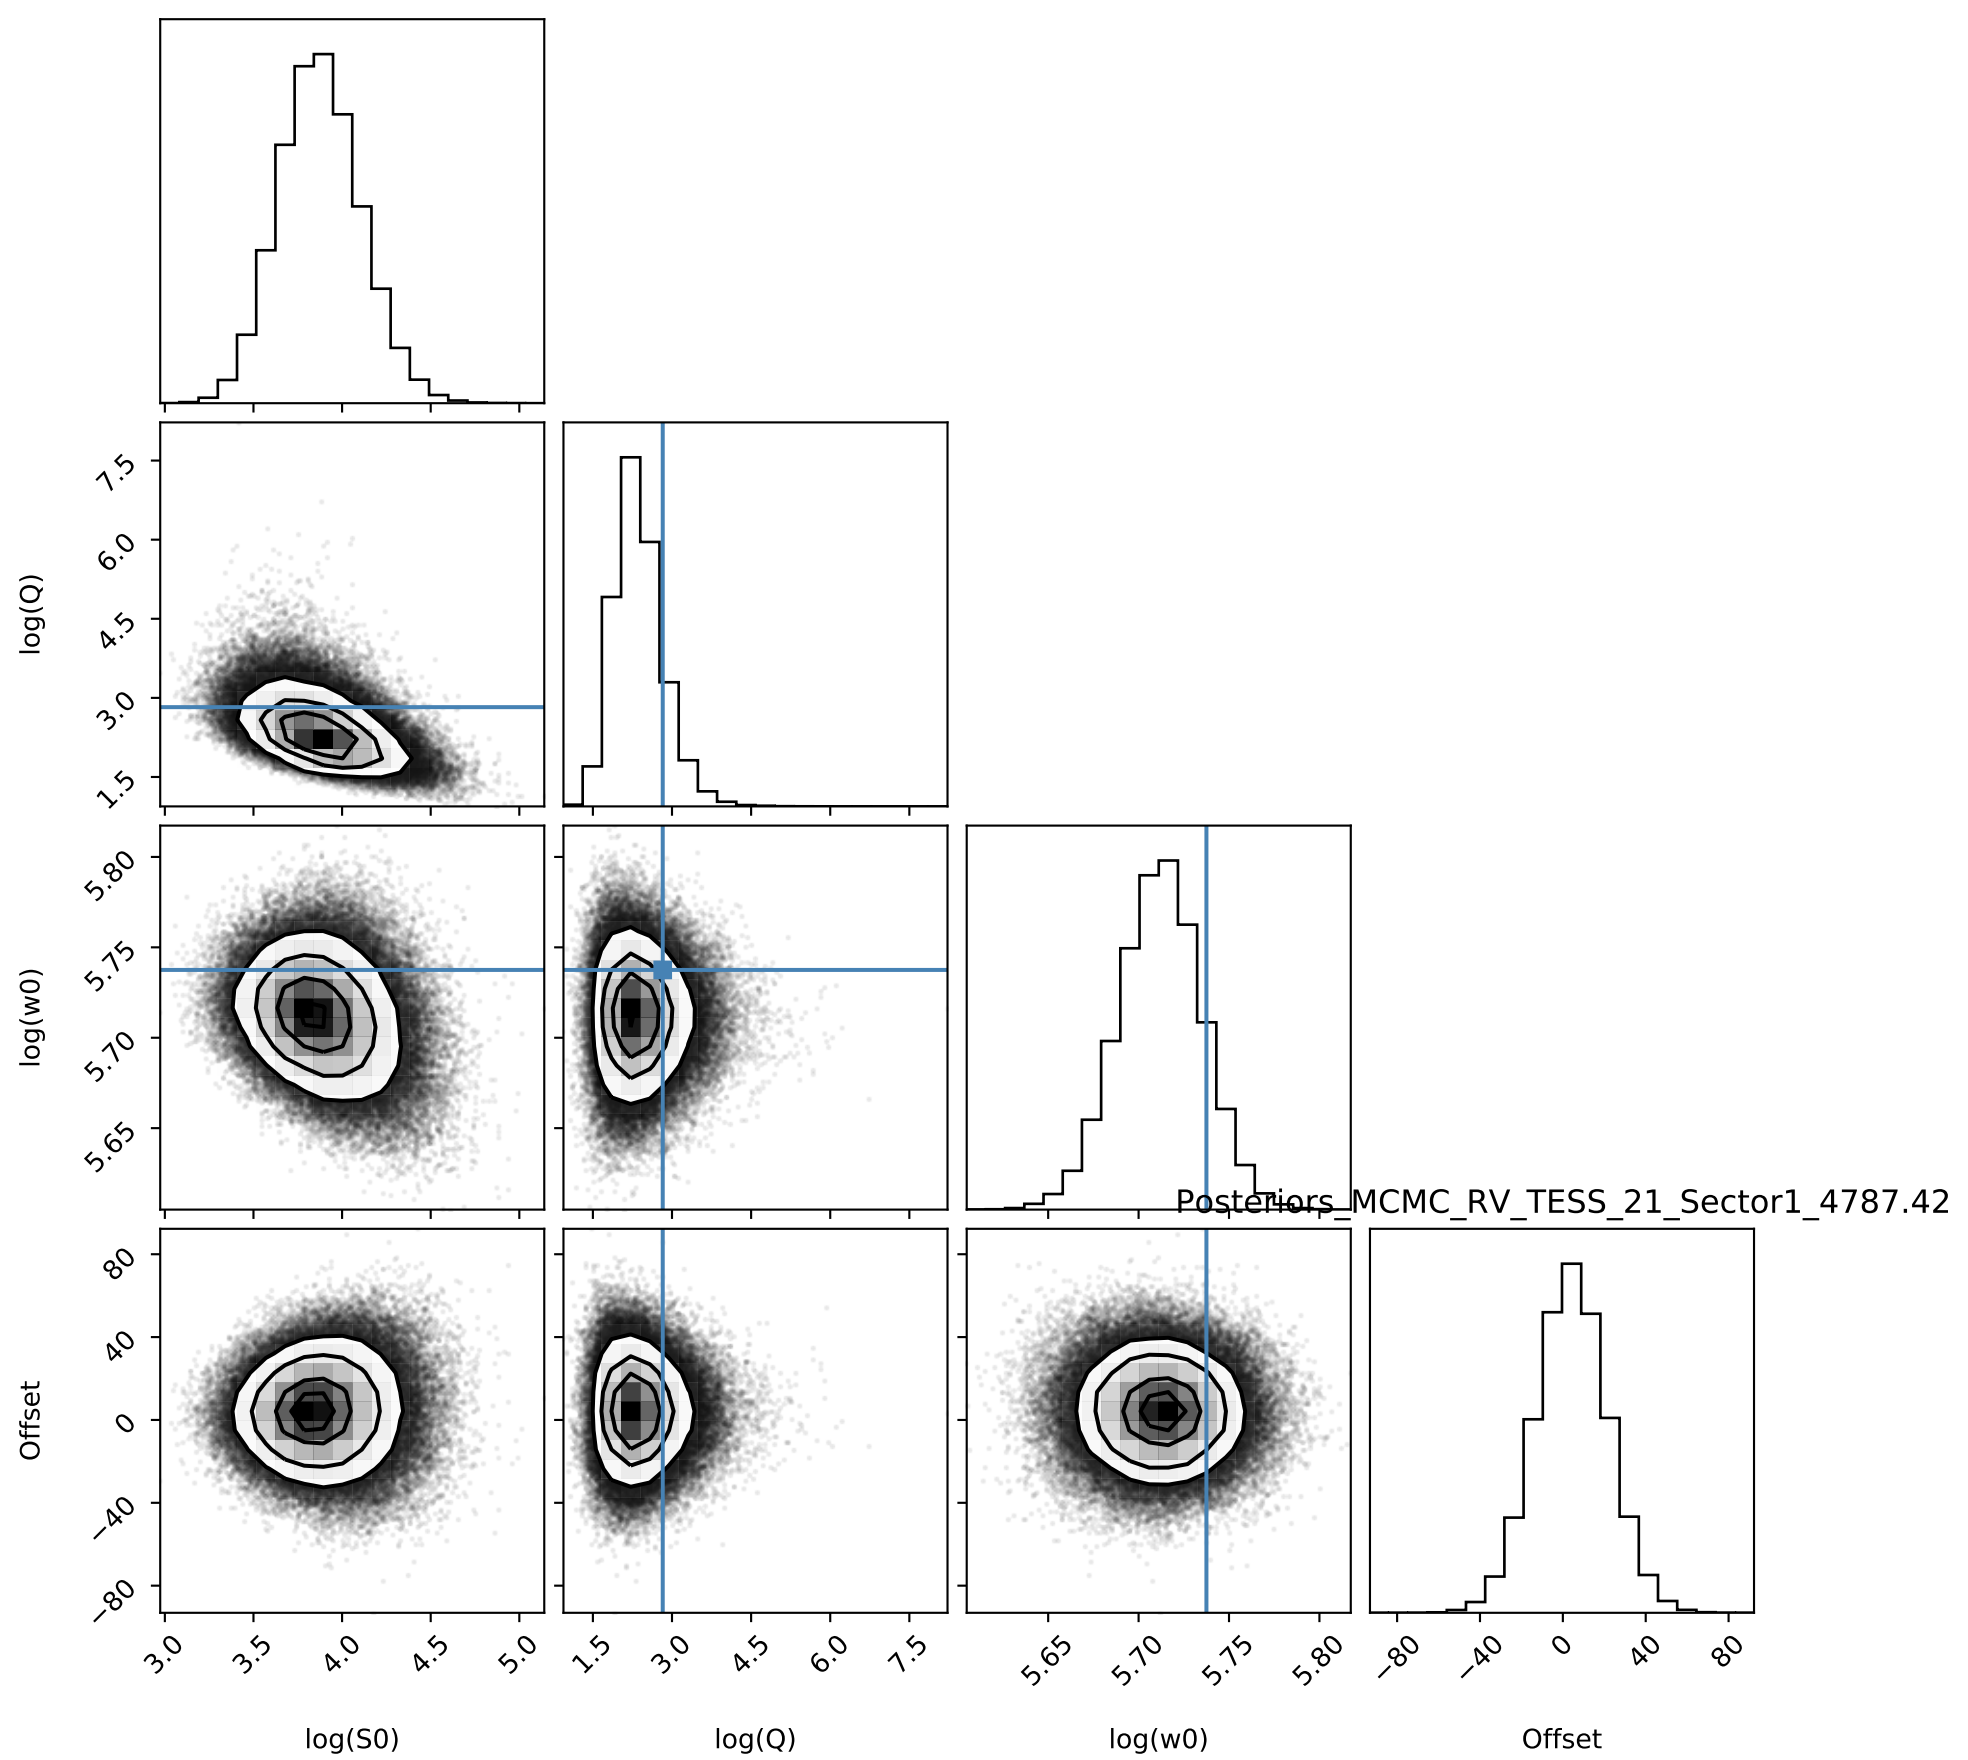 log(Q)
7.5
6.0
4.5
3.0
1.5
log(w0)
5.80
5.75
5.70
5.65
Posteriors_MCMC_RV_TESS_21_Sector1_4787.42
Offset
80
40
0
−40
−80
3.0 3.5 4.0 4.5 5.0 1.5 3.0 4.5 6.0 7.5 5.65 5.70 5.75 5.80 −80 −40 0 40 80
log(S0) log(Q) log(w0) Offset